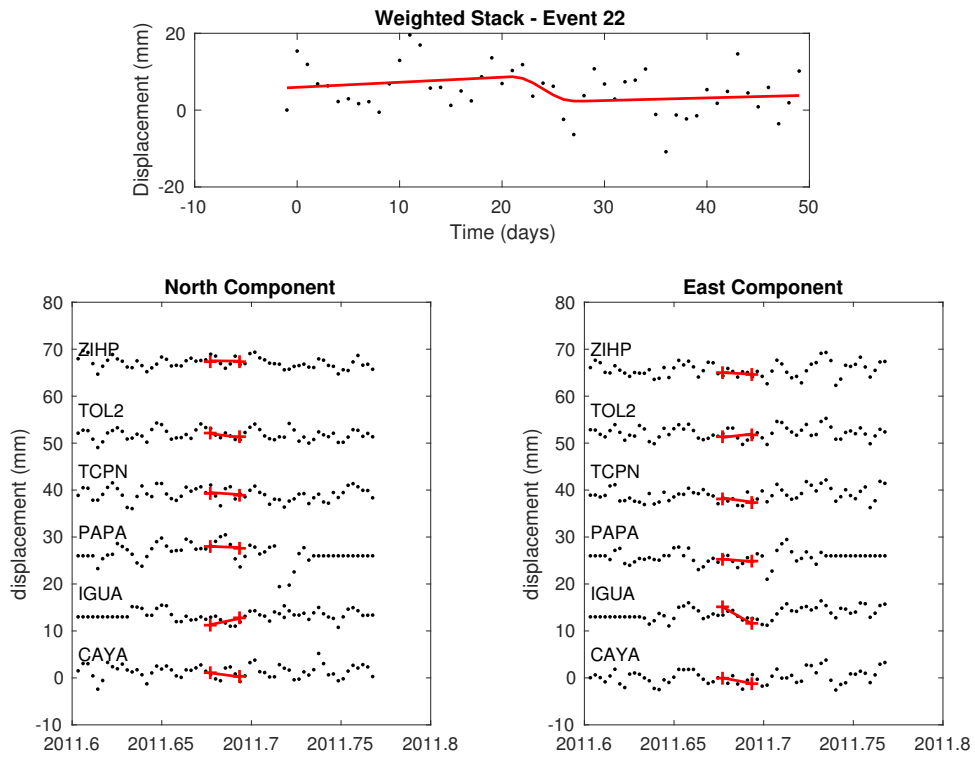 Weighted Stack - Event 22
Displacement (mm)
20
0
-20
-10 0 10 20 30 40 50
Time (days)
North Component
displacement (mm)
80
70
60
50
40
30
20
10
0
-10
ZIHP
TOL2
TCPN
PAPA
IGUA
CAYA
2011.6 2011.65 2011.7 2011.75 2011.8
East Component
displacement (mm)
80
70
60
50
40
30
20
10
0
-10
ZIHP
TOL2
TCPN
PAPA
IGUA
CAYA
2011.6 2011.65 2011.7 2011.75 2011.8